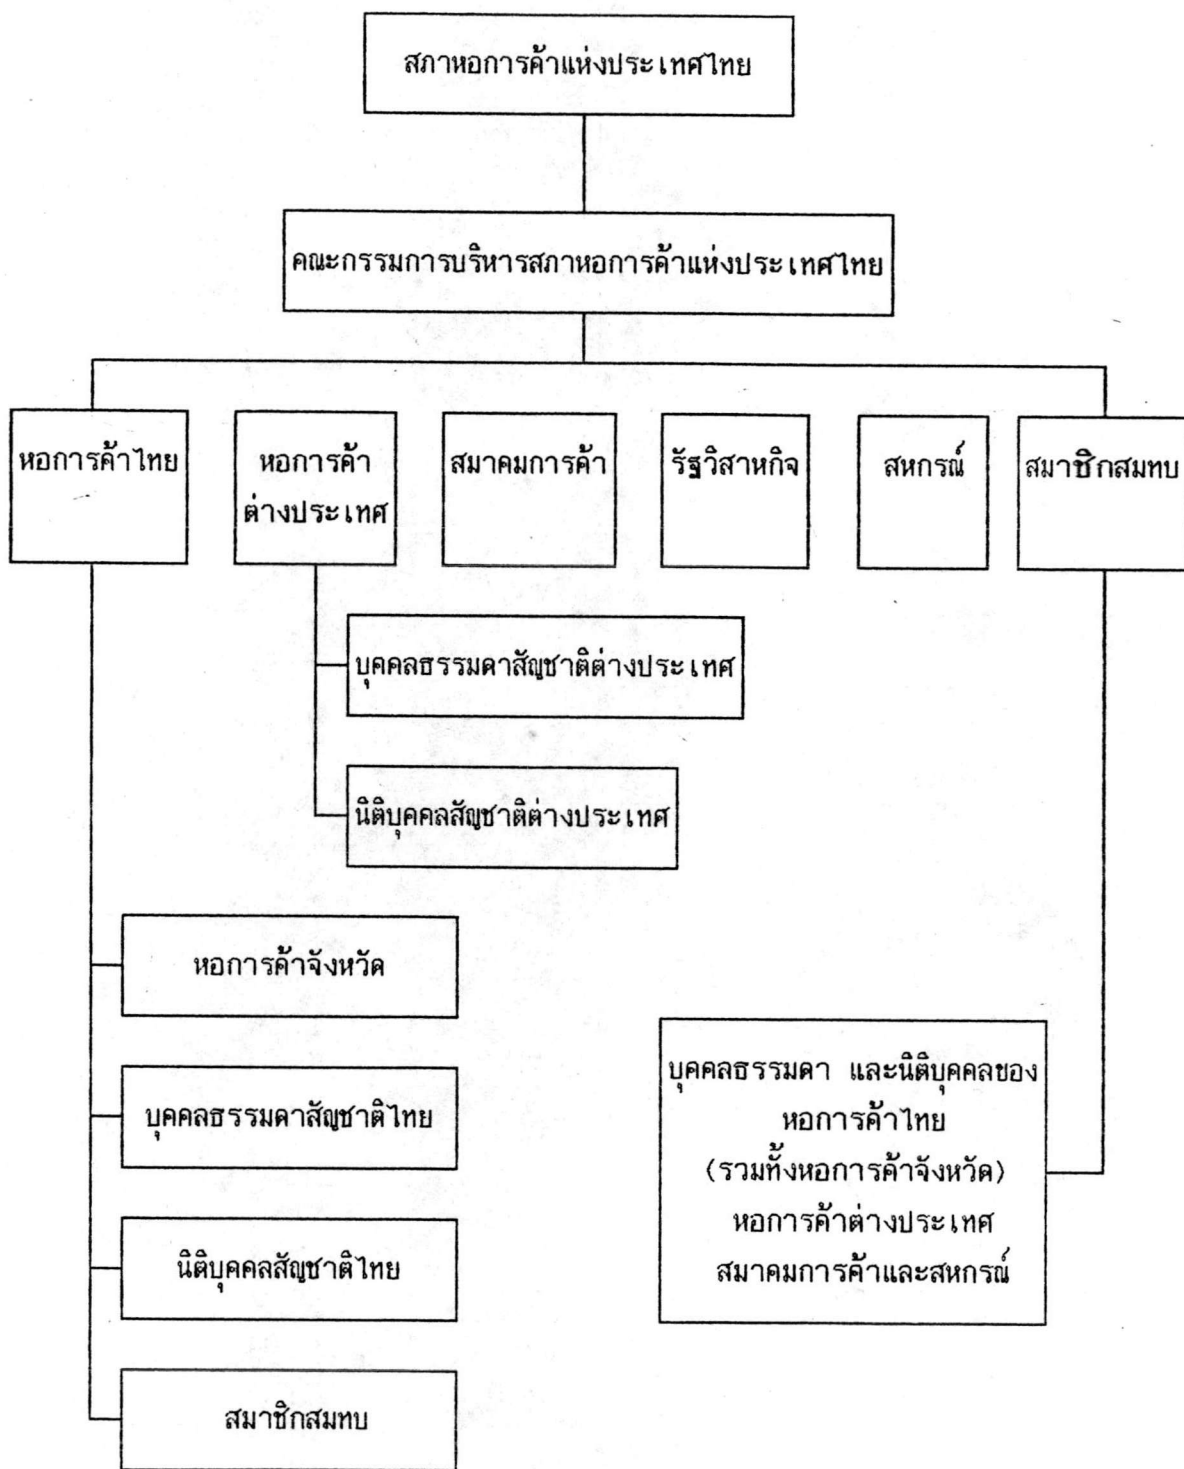 สภาหอการค้าแห่งประเทศไทย
คณะกรรมการบริหารสภาหอการค้าแห่งประเทศไทย
หอการค้าไทย
หอการค้า
ต่างประเทศ
สมาคมการค้า
รัฐวิสาหกิจ
สหกรณ์
สมาชิกสมทบ
บุคคลธรรมดาสัญชาติต่างประเทศ
นิติบุคคลสัญชาติต่างประเทศ
หอการค้าจังหวัด
บุคคลธรรมดาสัญชาติไทย
นิติบุคคลสัญชาติไทย
สมาชิกสมทบ
บุคคลธรรมดา และนิติบุคคลของ
หอการค้าไทย
(รวมทั้งหอการค้าจังหวัด)
หอการค้าต่างประเทศ
สมาคมการค้าและสหกรณ์